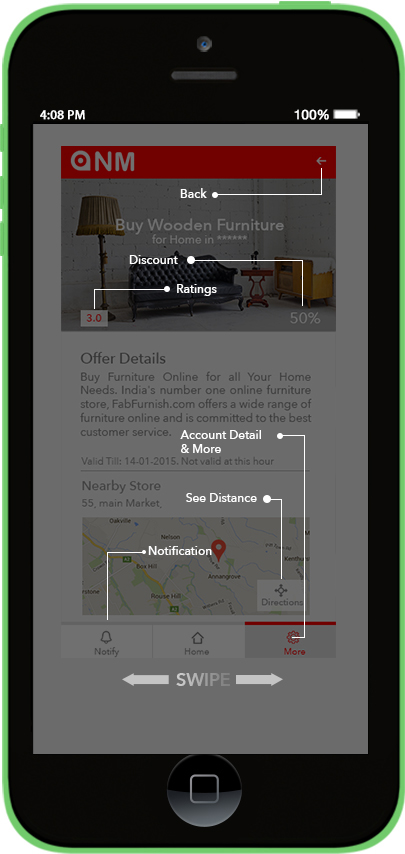 4:08 PM 100%
QNM
Back
Buy Wooden Furniture
for Home in ******
Discount
Ratings
3.0
50%
Offer Details
Buy Furniture Online for all Your Home
Needs. India's number one online furniture
store, FabFurnish.com offers a wide range of
furniture online and is committed to the best
customer service.
Account Detail
& More
Valid Till: 14-01-2015. Not valid at this hour
Nearby Store
55, main Market,
See Distance
Oakville
Nelson
Notification
Box Hill
Annangrove
Kenthurst
Rouse Hill
Directions
Notify Home More
SWIPE